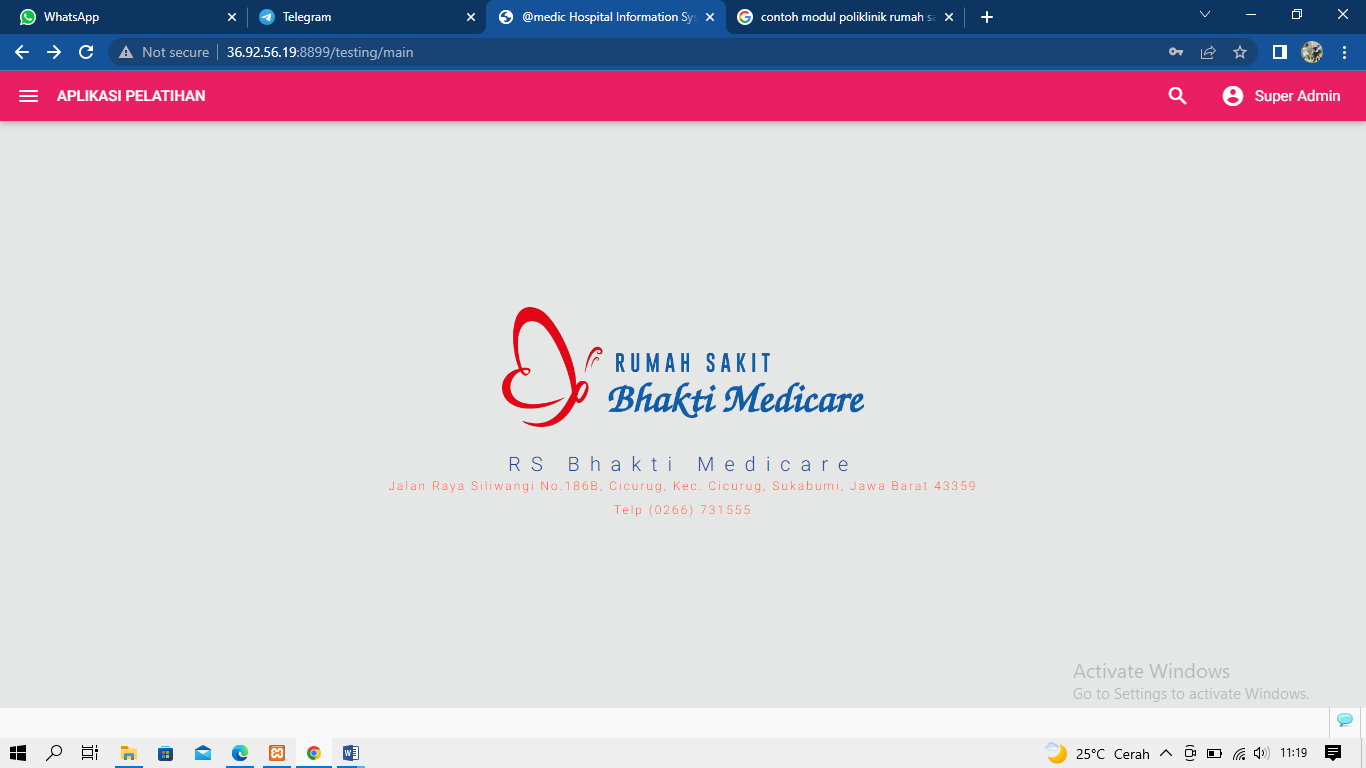 WhatsApp
Telegram
@medic Hospital Information Sys
contoh modul poliklinik rumah sa
Not secure
36.92.56.19:8899/testing/main
APLIKASI PELATIHAN
Super Admin
RUMAH SAKIT
Bhakti Medicare
RS Bhakti Medicare
Jalan Raya Siliwangi No.186B, Cicurug, Kec. Cicurug, Sukabumi, Jawa Barat 43359
Telp (0266) 731555
Activate Windows
Go to Settings to activate Windows.
25°C Cerah
11:19